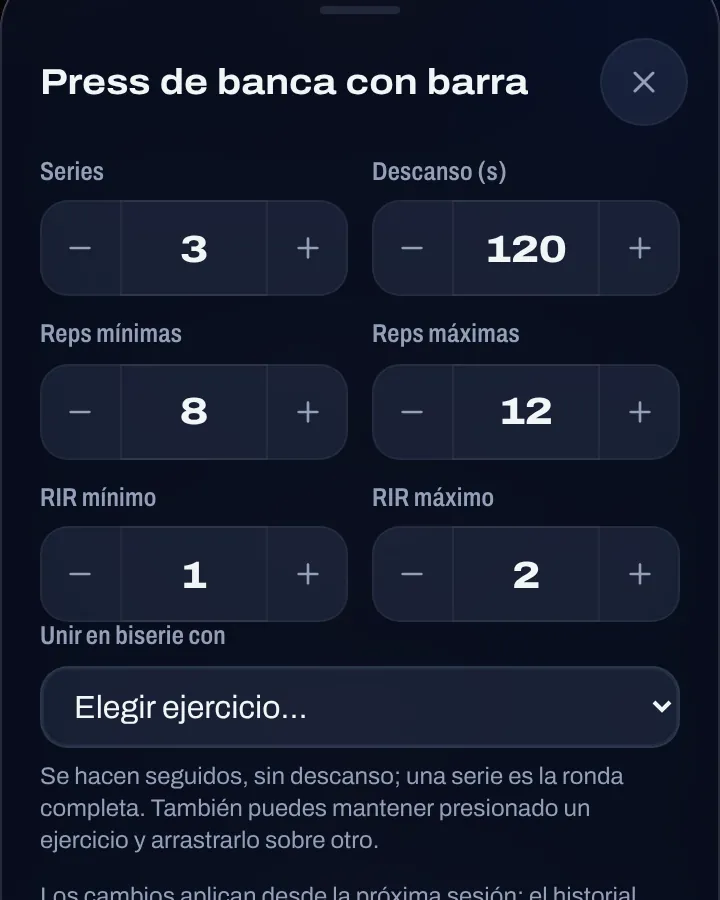 Press de banca con barra
Series
Descanso (s)
− 3 +
− 120 +
Reps mínimas
Reps máximas
− 8 +
− 12 +
RIR mínimo
RIR máximo
− 1 +
− 2 +
Unir en biserie con
Elegir ejercicio...
Se hacen seguidos, sin descanso; una serie es la ronda
completa. También puedes mantener presionado un
ejercicio y arrastrarlo sobre otro.
Los cambios aplican desde la próxima sesión; el historial